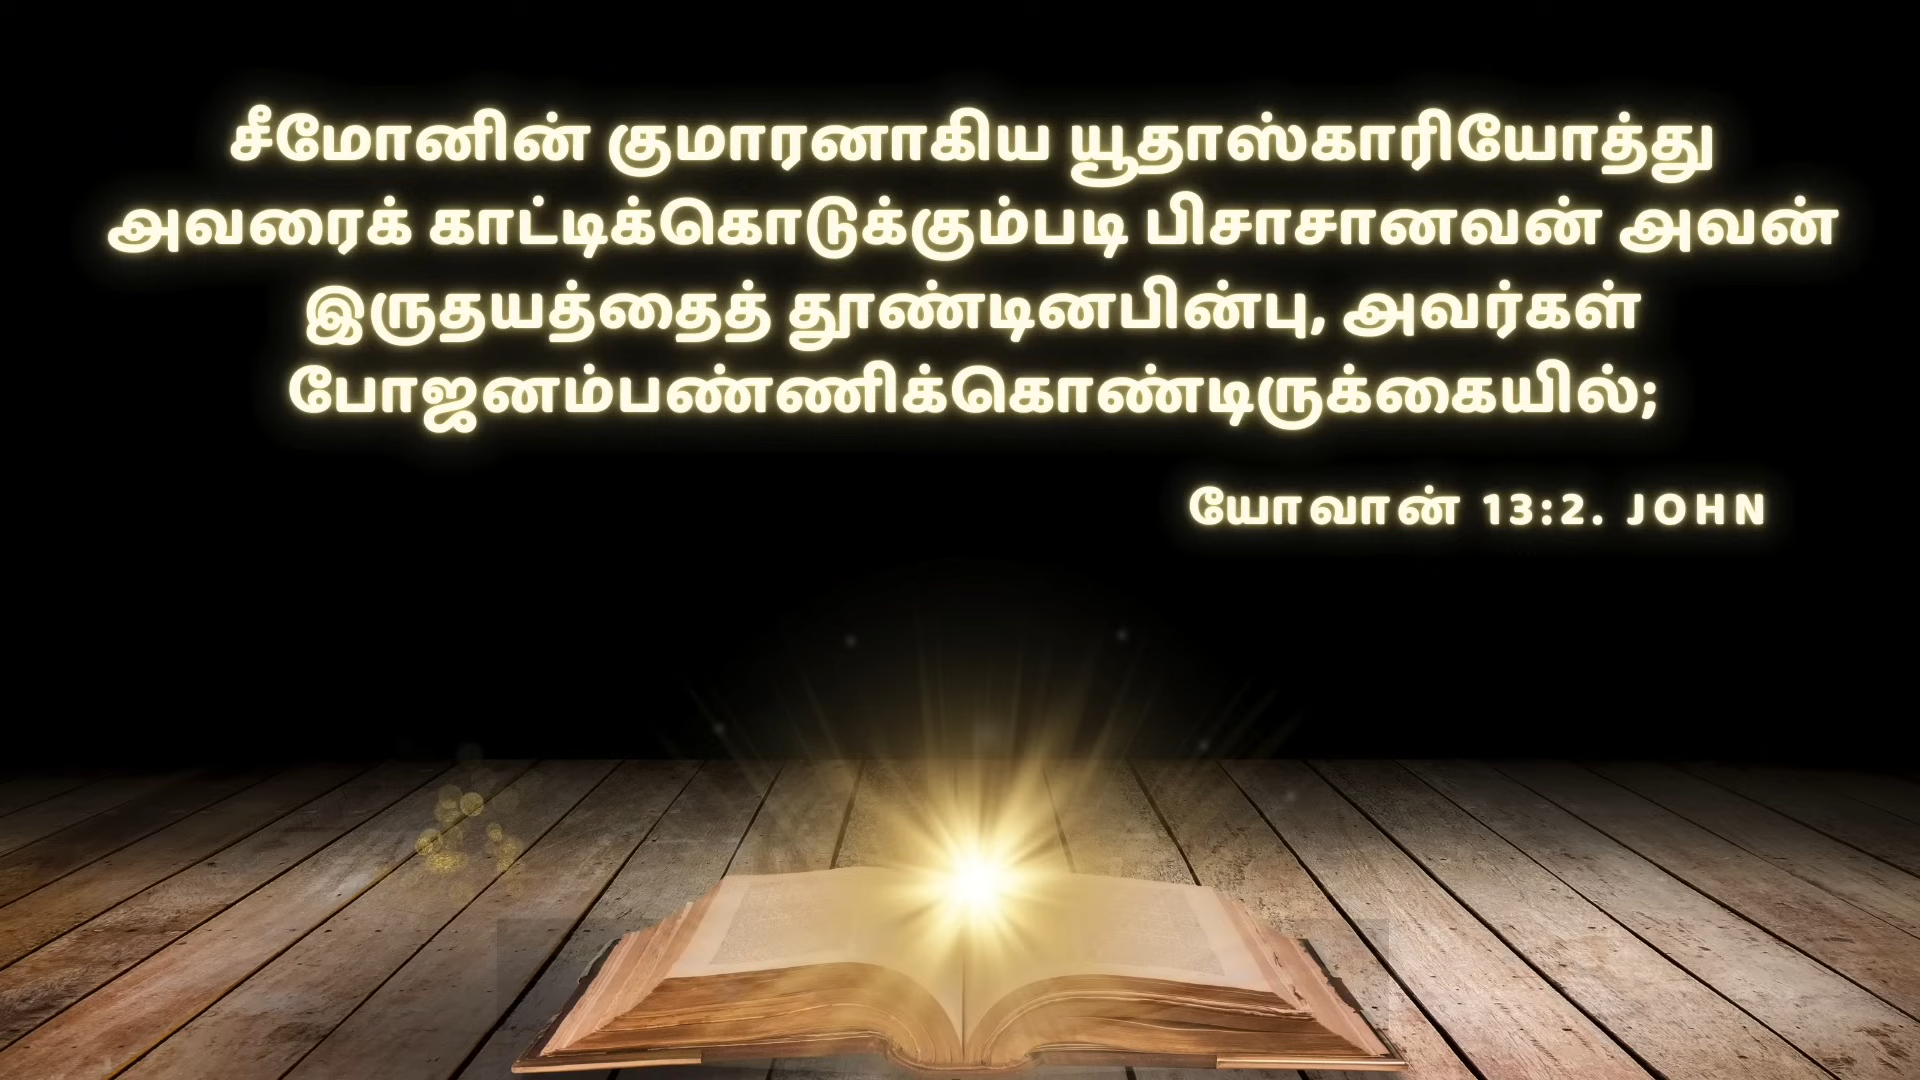 சீமோனின் குமாரனாகிய யூதாஸ்காரியோத்து
அவரைக் காட்டிக்கொடுக்கும்படி பிசாசானவன் அவன்
இருதயத்தைத் தூண்டினபின்பு, அவர்கள்
போஜனம்பண்ணிக்கொண்டிருக்கையில்;
யோவான் 13:2. JOHN